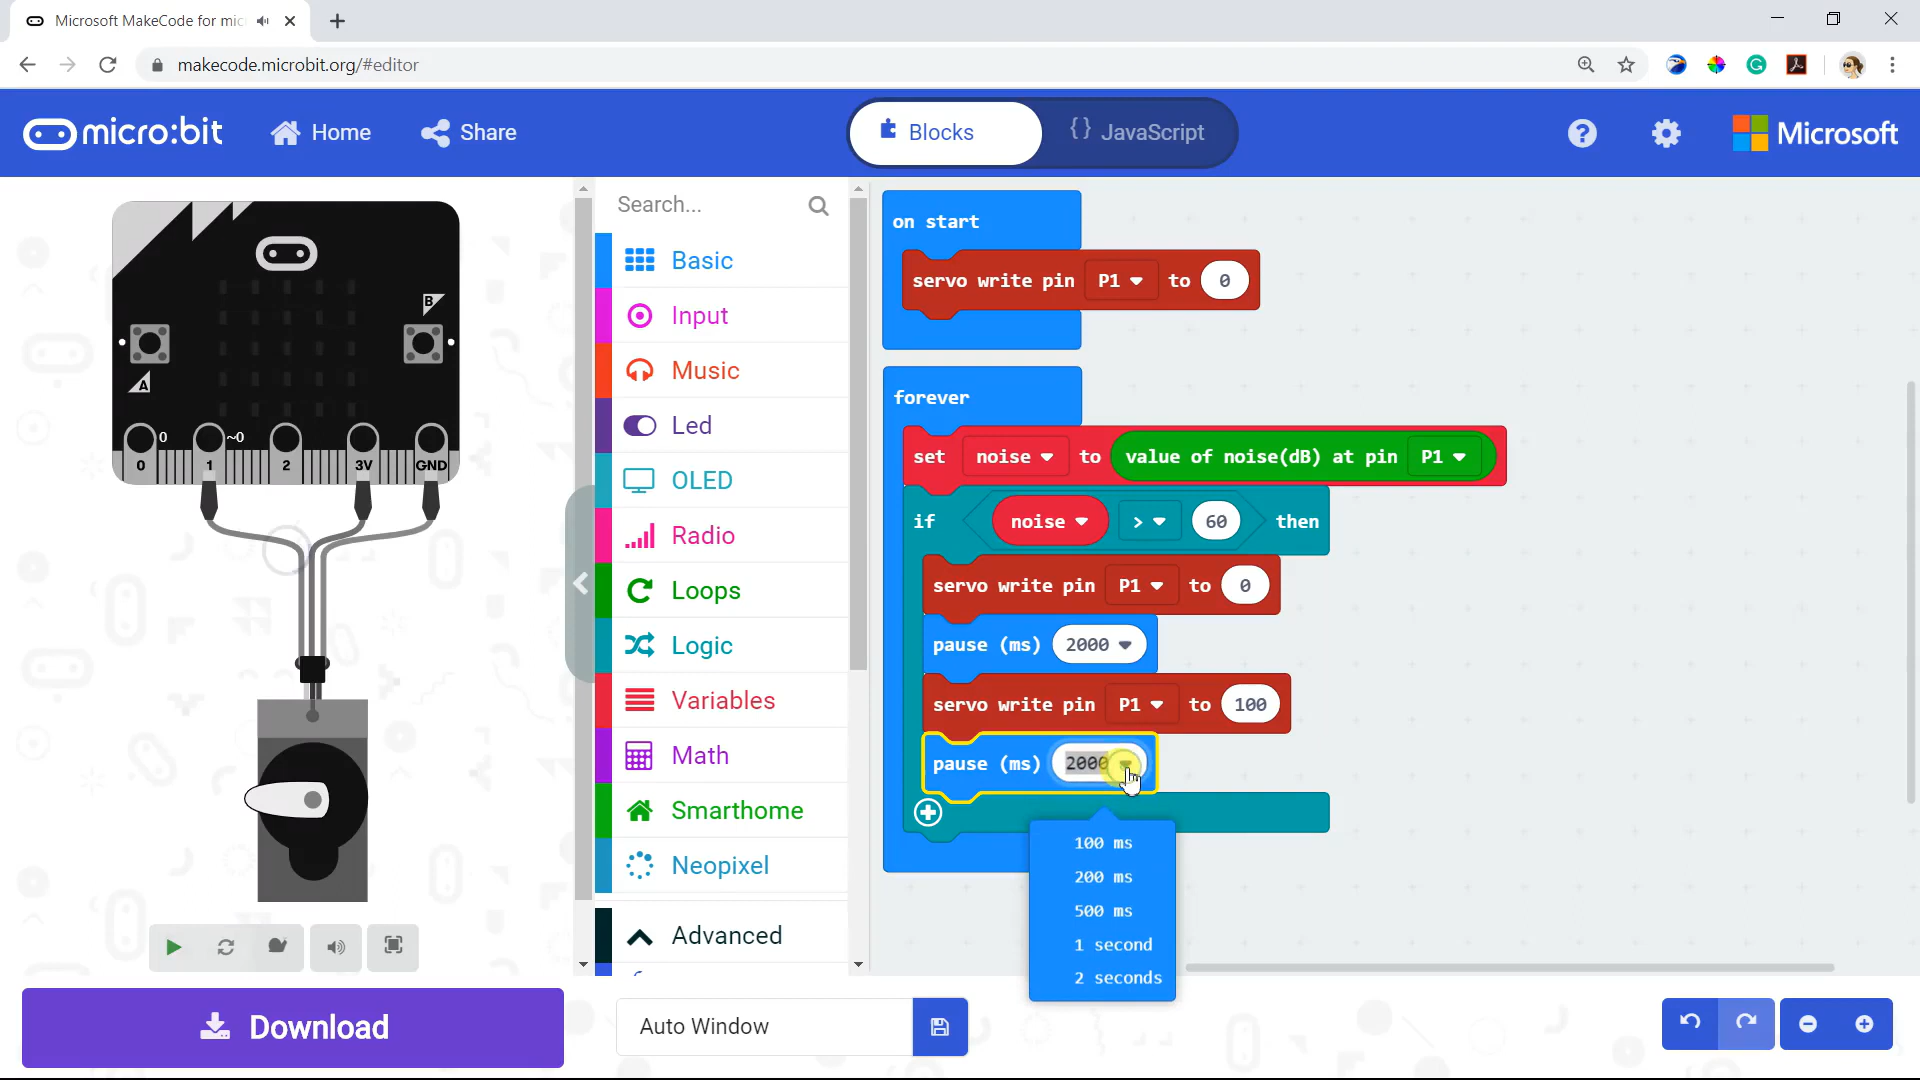 Microsoft MakeCode for mic
makecode.microbit.org/#editor
micro:bit
Home
Share
Blocks
{ } JavaScript
?
Microsoft
B
A
0
~0
0
1
2
3V
GND
Search...
Basic
Input
Music
Led
OLED
Radio
Loops
Logic
Variables
Math
Smarthome
Neopixel
Advanced
on start
servo write pin P1 to 0
forever
set noise to value of noise(dB) at pin P1
if noise > 60 then
servo write pin P1 to 0
pause (ms) 2000
servo write pin P1 to 100
pause (ms) 2000
100 ms
200 ms
500 ms
1 second
2 seconds
Download
Auto Window